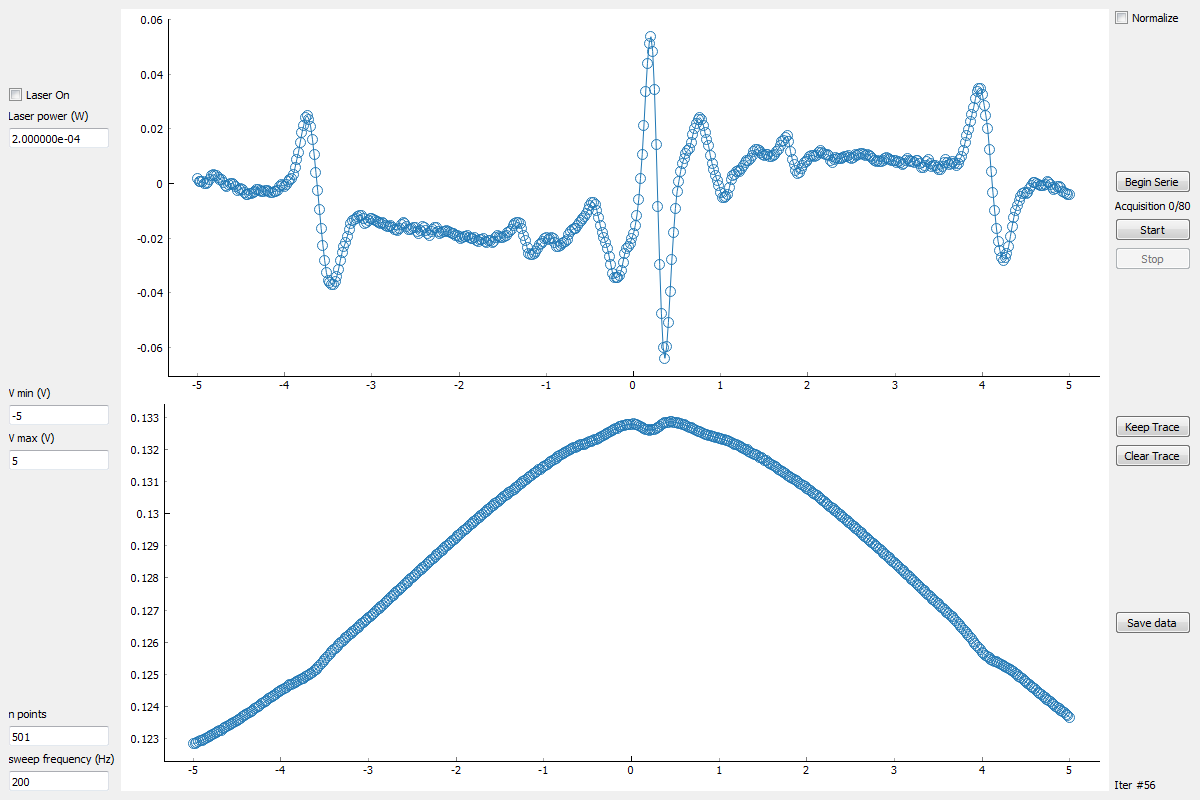 Laser On
Laser power (W)
2.000000e-04
V min (V)
-5
V max (V)
5
n points
501
sweep frequency (Hz)
200
0.06
0.04
0.02
0
-0.02
-0.04
-0.06
-5 -4 -3 -2 -1 0 1 2 3 4 5
0.133
0.132
0.131
0.13
0.129
0.128
0.127
0.126
0.125
0.124
0.123
-5 -4 -3 -2 -1 0 1 2 3 4 5
Normalize
Begin Serie
Acquisition 0/80
Start
Stop
Keep Trace
Clear Trace
Save data
Iter #56